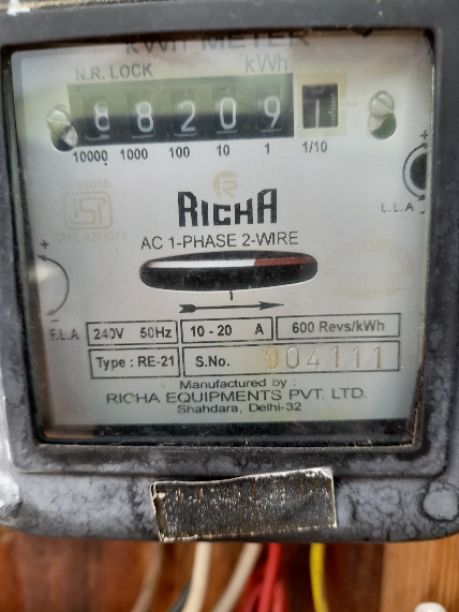 KWH METER
N.R. LOCK kWh
6 8 2 0 9 1
10000 1000 100 10 1 1/10
RICHA
AC 1-PHASE 2-WIRE
L.L.A
F.L.A
240V 50Hz 10 - 20 A 600 Revs/kWh
Type : RE-21 S.No. 904111
Manufactured by :
RICHA EQUIPMENTS PVT. LTD.
Shahdara, Delhi-32